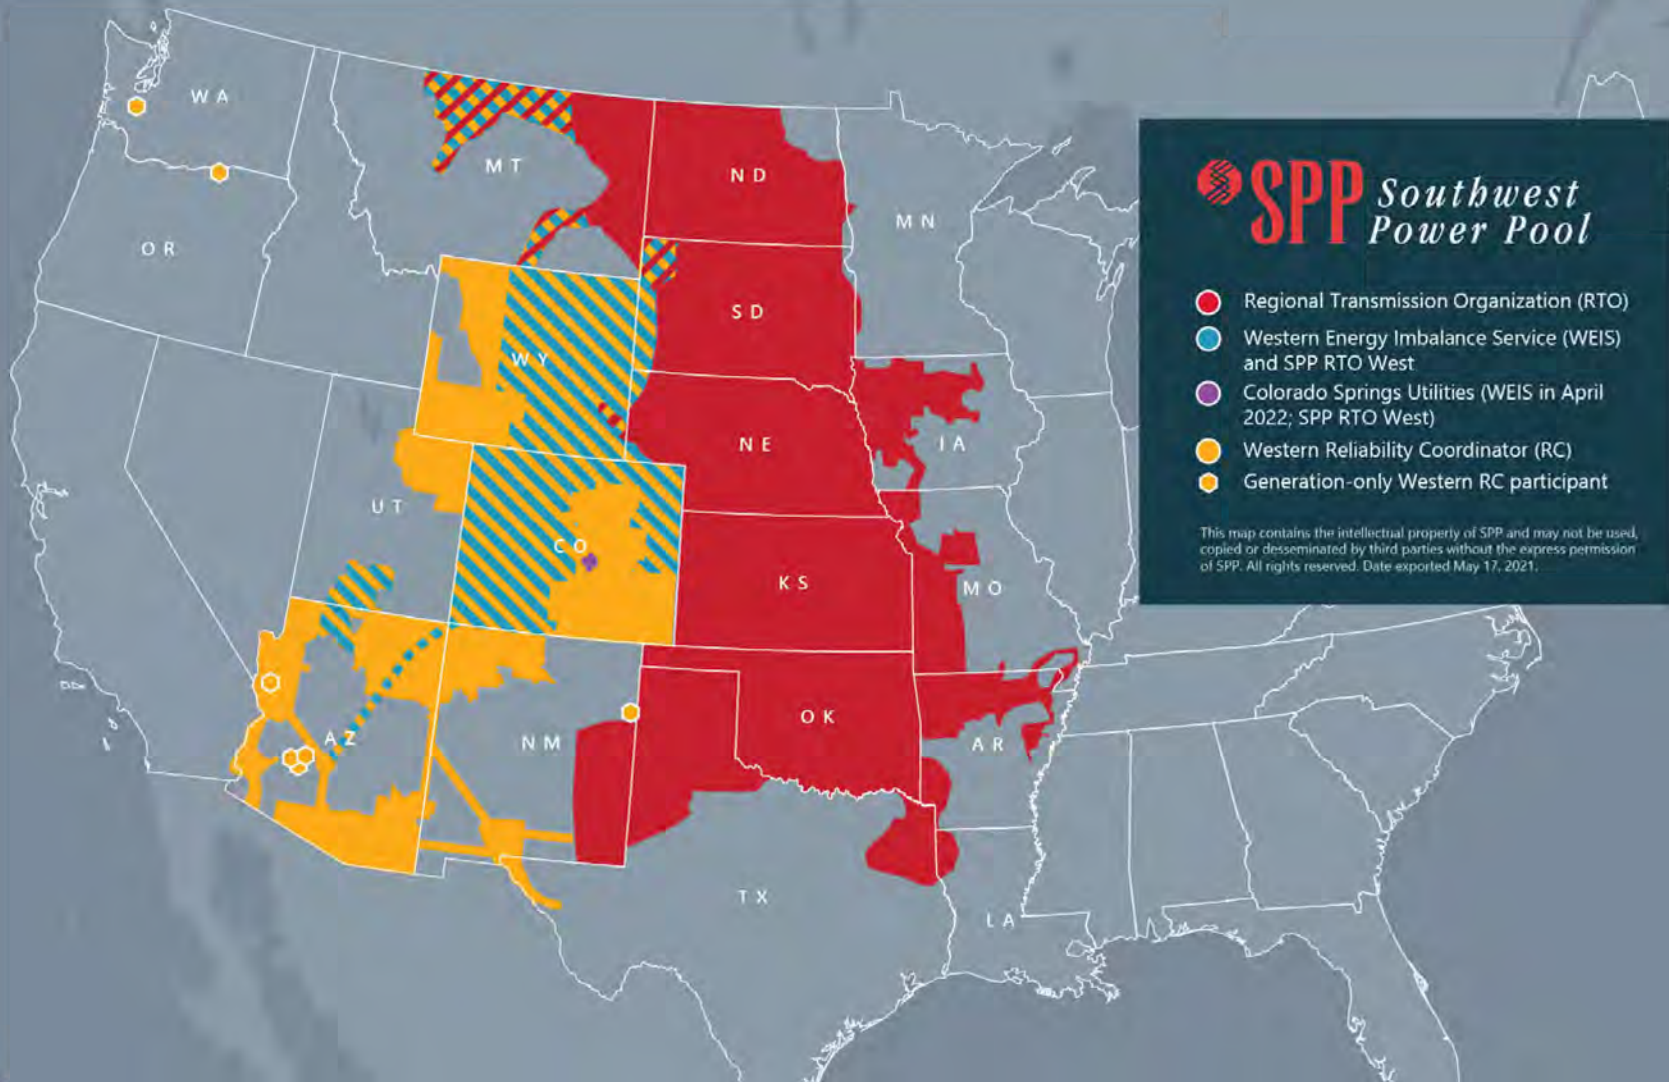 WA
MT
ND
MN
OR
SD
WY
NE
IA
UT
CO
KS
MO
OK
AZ
NM
AR
TX
LA
SPP Southwest
Power Pool
Regional Transmission Organization (RTO)
Western Energy Imbalance Service (WEIS)
and SPP RTO West
Colorado Springs Utilities (WEIS in April
2022; SPP RTO West)
Western Reliability Coordinator (RC)
Generation-only Western RC participant
This map contains the intellectual property of SPP and may not be used,
copied or desseminated by third parties without the express permission
of SPP. All rights reserved. Date exported May 17, 2021.